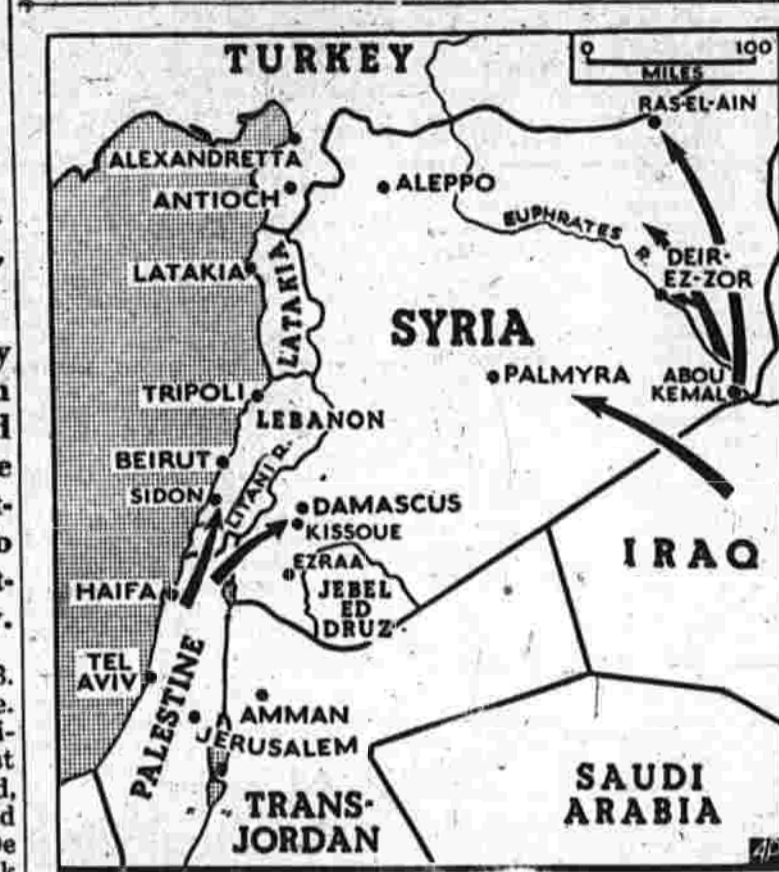 TURKEY
0 100
MILES
RAS-EL-AIN
ALEXANDRETTA
ANTIOCH
ALEPPO
EUPHRATES R.
LATAKIA
LATAKIA
DEIR-
EZ-ZOR
SYRIA
PALMYRA
ABOU
KEMAL
TRIPOLI
LEBANON
BEIRUT
SIDON
LITANI R.
DAMASCUS
KISSOUE
EZRAA
IRAQ
HAIFA
JEBEL
ED
DRUZ
TEL
AVIV
PALESTINE
AMMAN
JERUSALEM
TRANS-
JORDAN
SAUDI
ARABIA